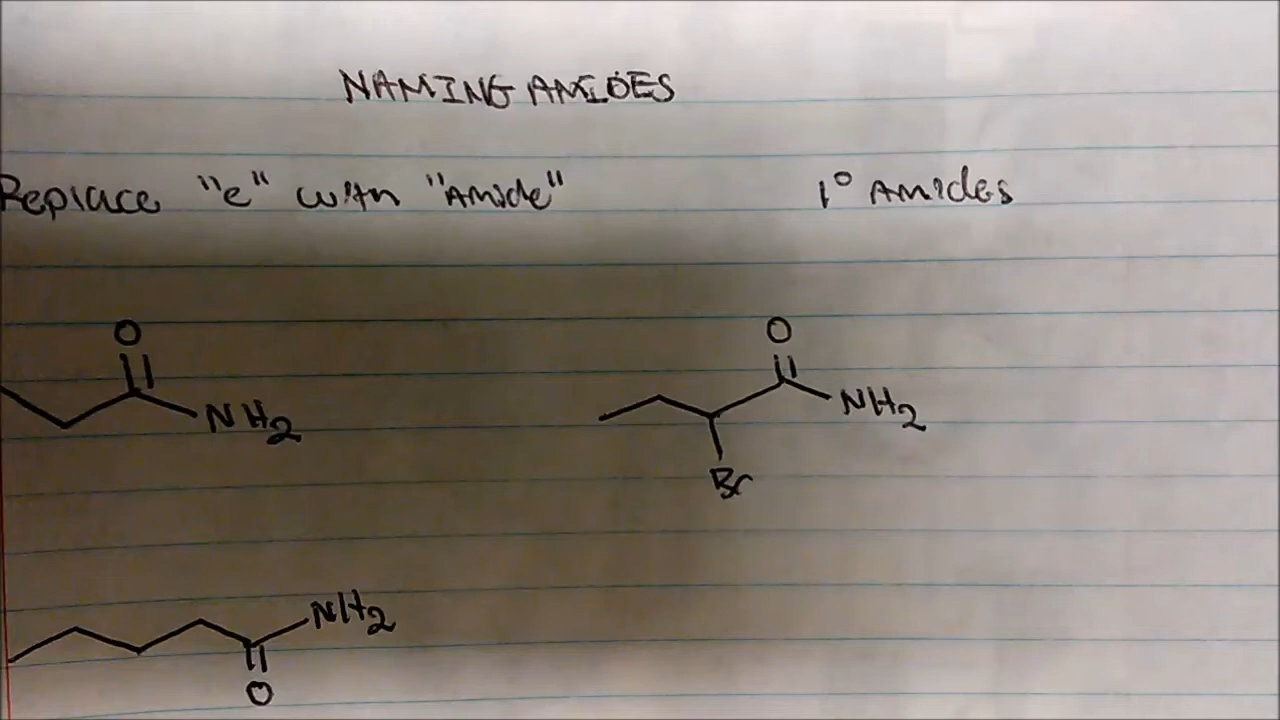 NAMING AMIDES
Replace "e" with "Amide"
1° Amides
O
NH2
O
NH2
Br
NH2
O